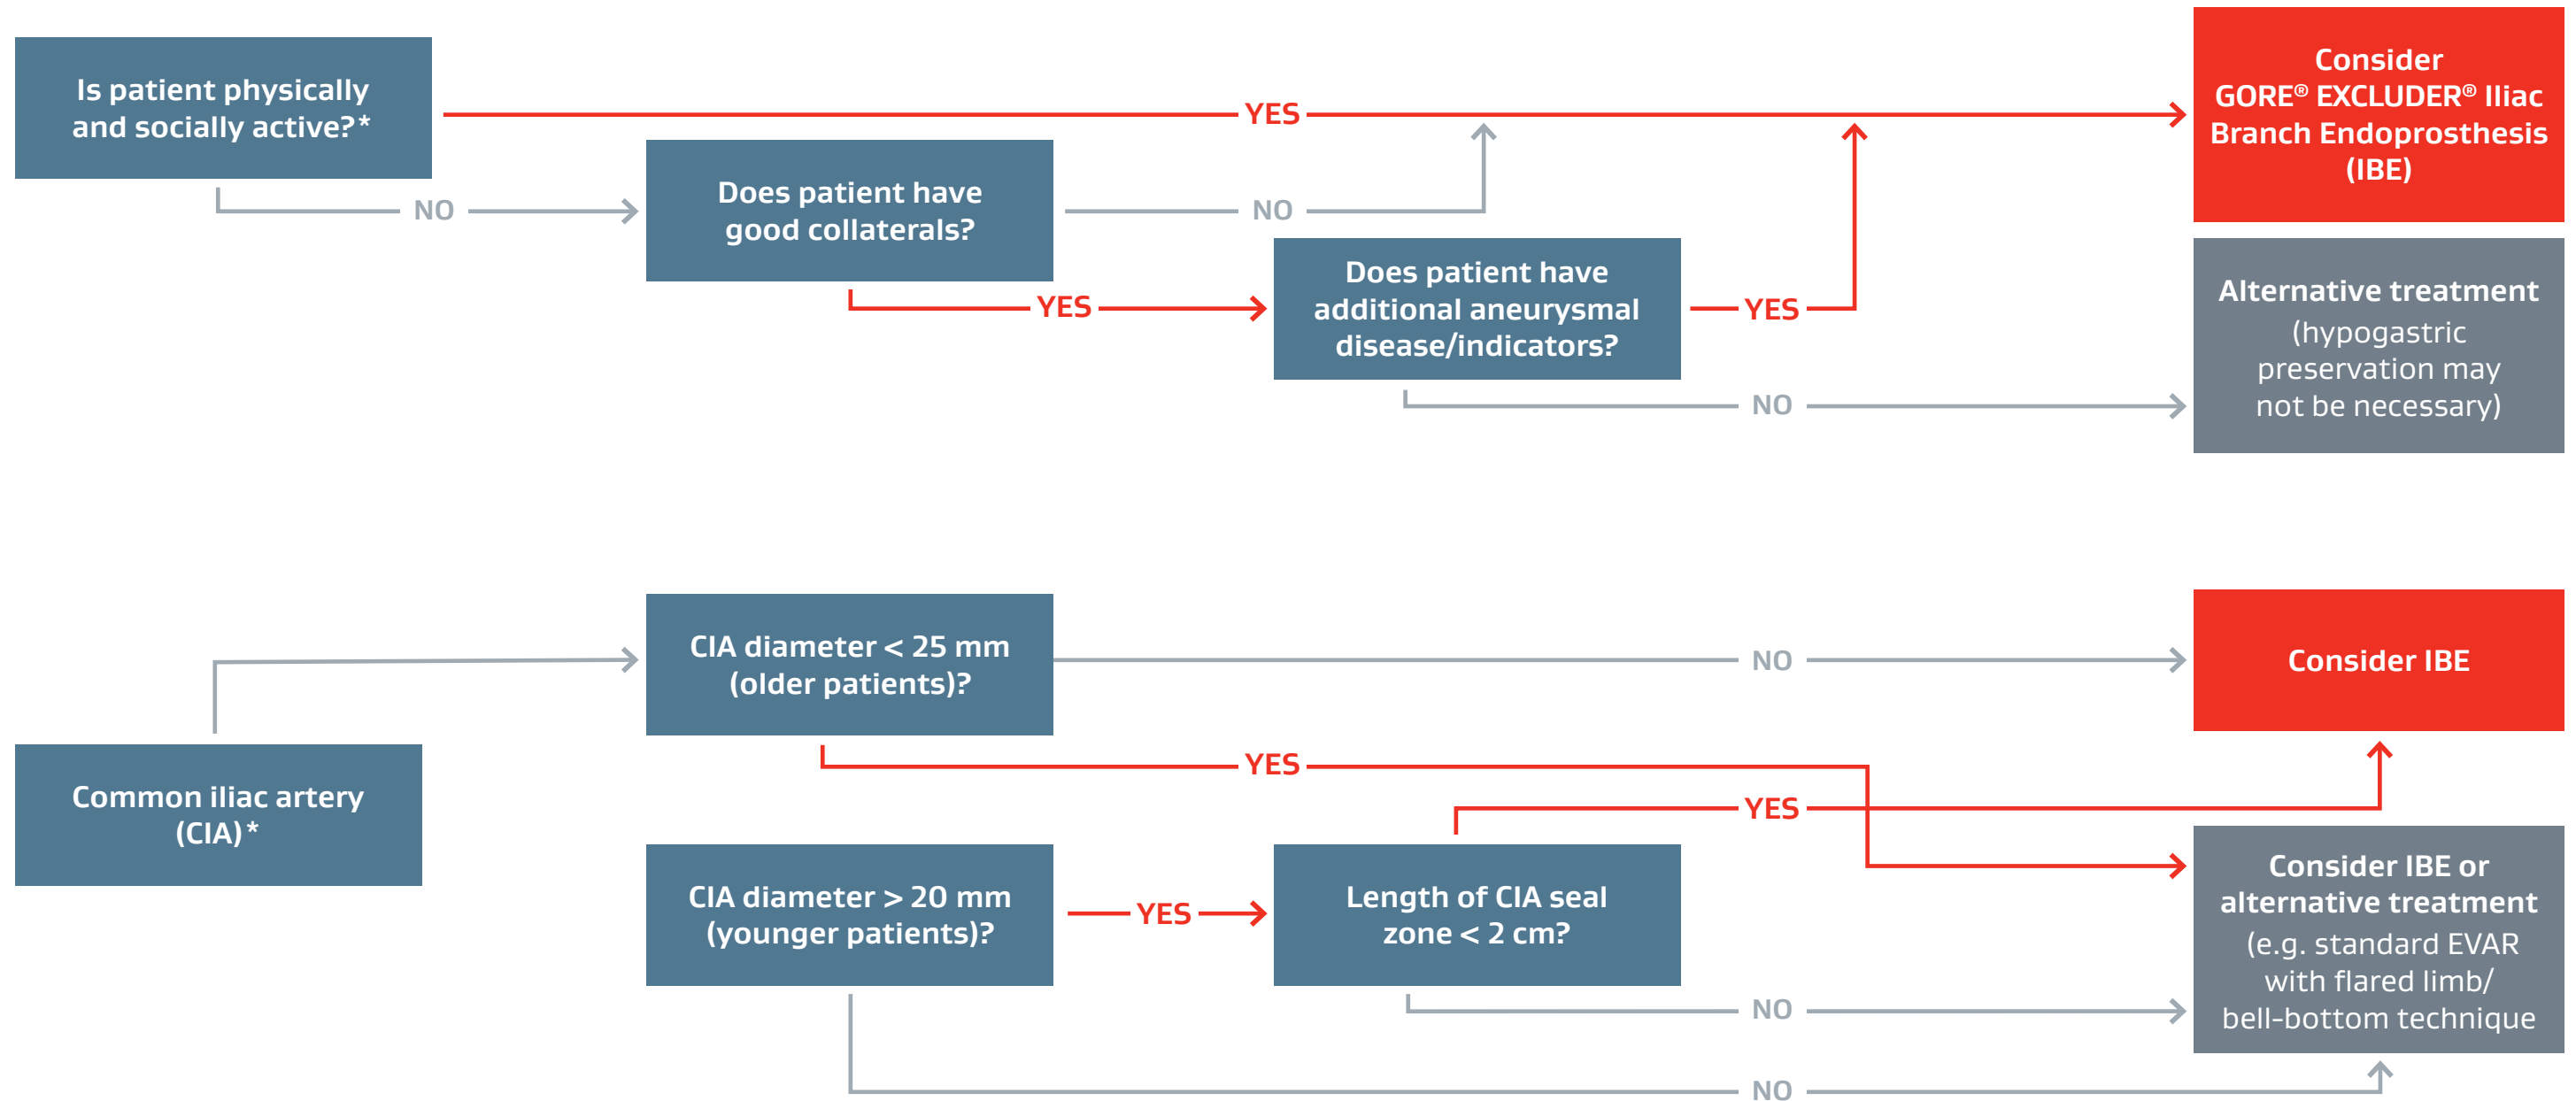 Is patient physically
and socially active?*
YES
Consider
GORE® EXCLUDER® Iliac
Branch Endoprosthesis
(IBE)
NO
Does patient have
good collaterals?
NO
YES
Does patient have
additional aneurysmal
disease/indicators?
YES
NO
Alternative treatment
(hypogastric
preservation may
not be necessary)
Common iliac artery
(CIA)*
CIA diameter < 25 mm
(older patients)?
NO
Consider IBE
YES
YES
CIA diameter > 20 mm
(younger patients)?
YES
Length of CIA seal
zone < 2 cm?
NO
NO
Consider IBE or
alternative treatment
(e.g. standard EVAR
with flared limb/
bell-bottom technique